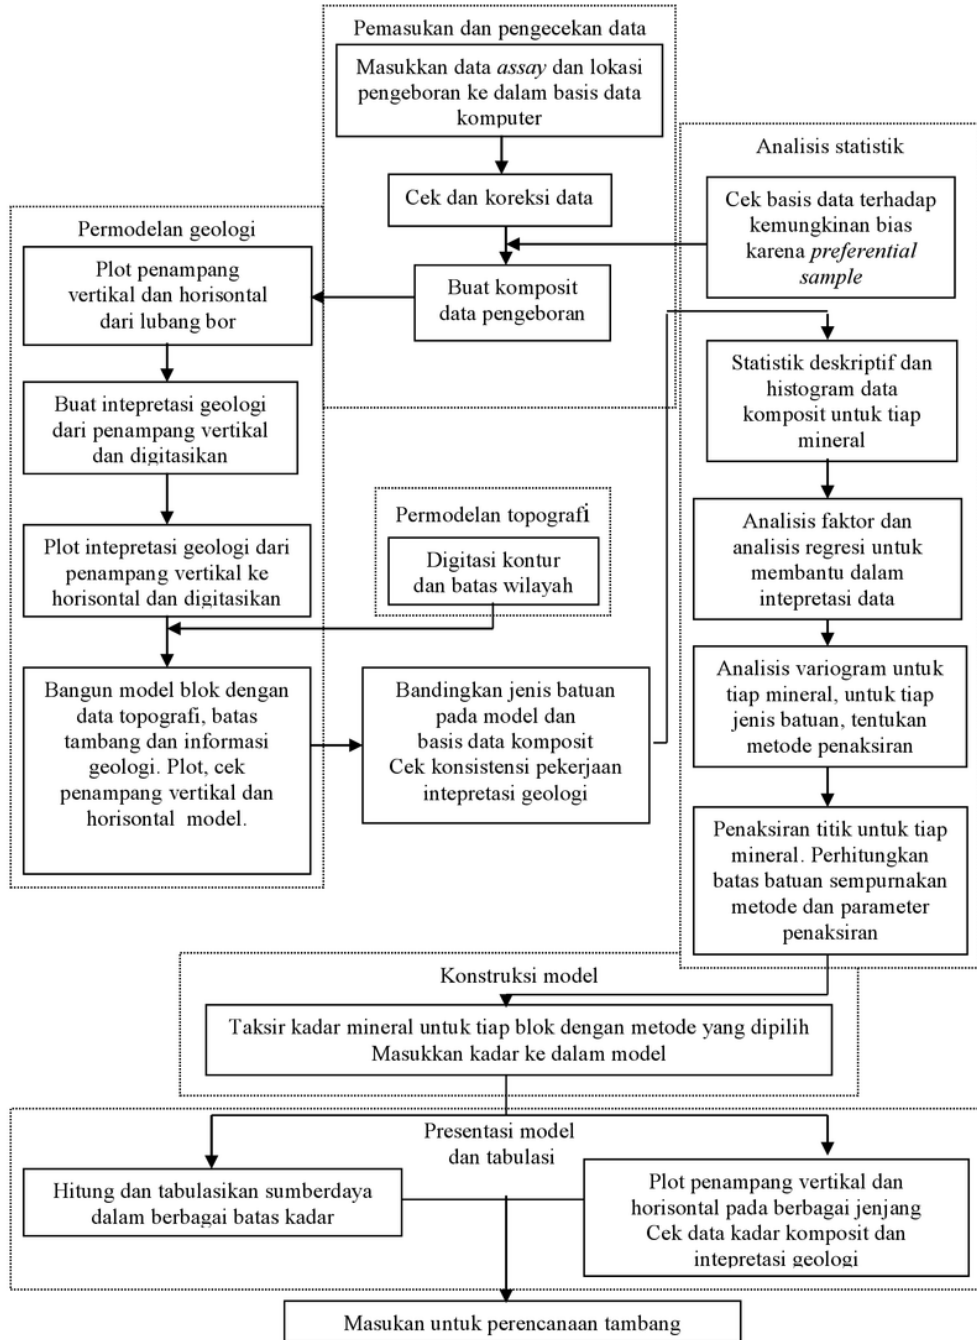 Pemasukan dan pengecekan data
Masukkan data assay dan lokasi
pengeboran ke dalam basis data
komputer
Cek dan koreksi data
Buat komposit
data pengeboran
Permodelan geologi
Plot penampang
vertikal dan horisontal
dari lubang bor
Buat intepretasi geologi
dari penampang vertikal
dan digitasikan
Plot intepretasi geologi dari
penampang vertikal ke
horisontal dan digitasikan
Permodelan topografi
Digitasi kontur
dan batas wilayah
Bangun model blok dengan
data topografi, batas
tambang dan informasi
geologi. Plot, cek
penampang vertikal dan
horisontal model.
Bandingkan jenis batuan
pada model dan
basis data komposit
Cek konsistensi pekerjaan
intepretasi geologi
Analisis statistik
Cek basis data terhadap
kemungkinan bias
karena preferential
sample
Statistik deskriptif dan
histogram data
komposit untuk tiap
mineral
Analisis faktor dan
analisis regresi untuk
membantu dalam
intepretasi data
Analisis variogram untuk
tiap mineral, untuk tiap
jenis batuan, tentukan
metode penaksiran
Penaksiran titik untuk tiap
mineral. Perhitungkan
batas batuan sempurnakan
metode dan parameter
penaksiran
Konstruksi model
Taksir kadar mineral untuk tiap blok dengan metode yang dipilih
Masukkan kadar ke dalam model
Presentasi model
dan tabulasi
Hitung dan tabulasikan sumberdaya
dalam berbagai batas kadar
Plot penampang vertikal dan
horisontal pada berbagai jenjang
Cek data kadar komposit dan
intepretasi geologi
Masukan untuk perencanaan tambang